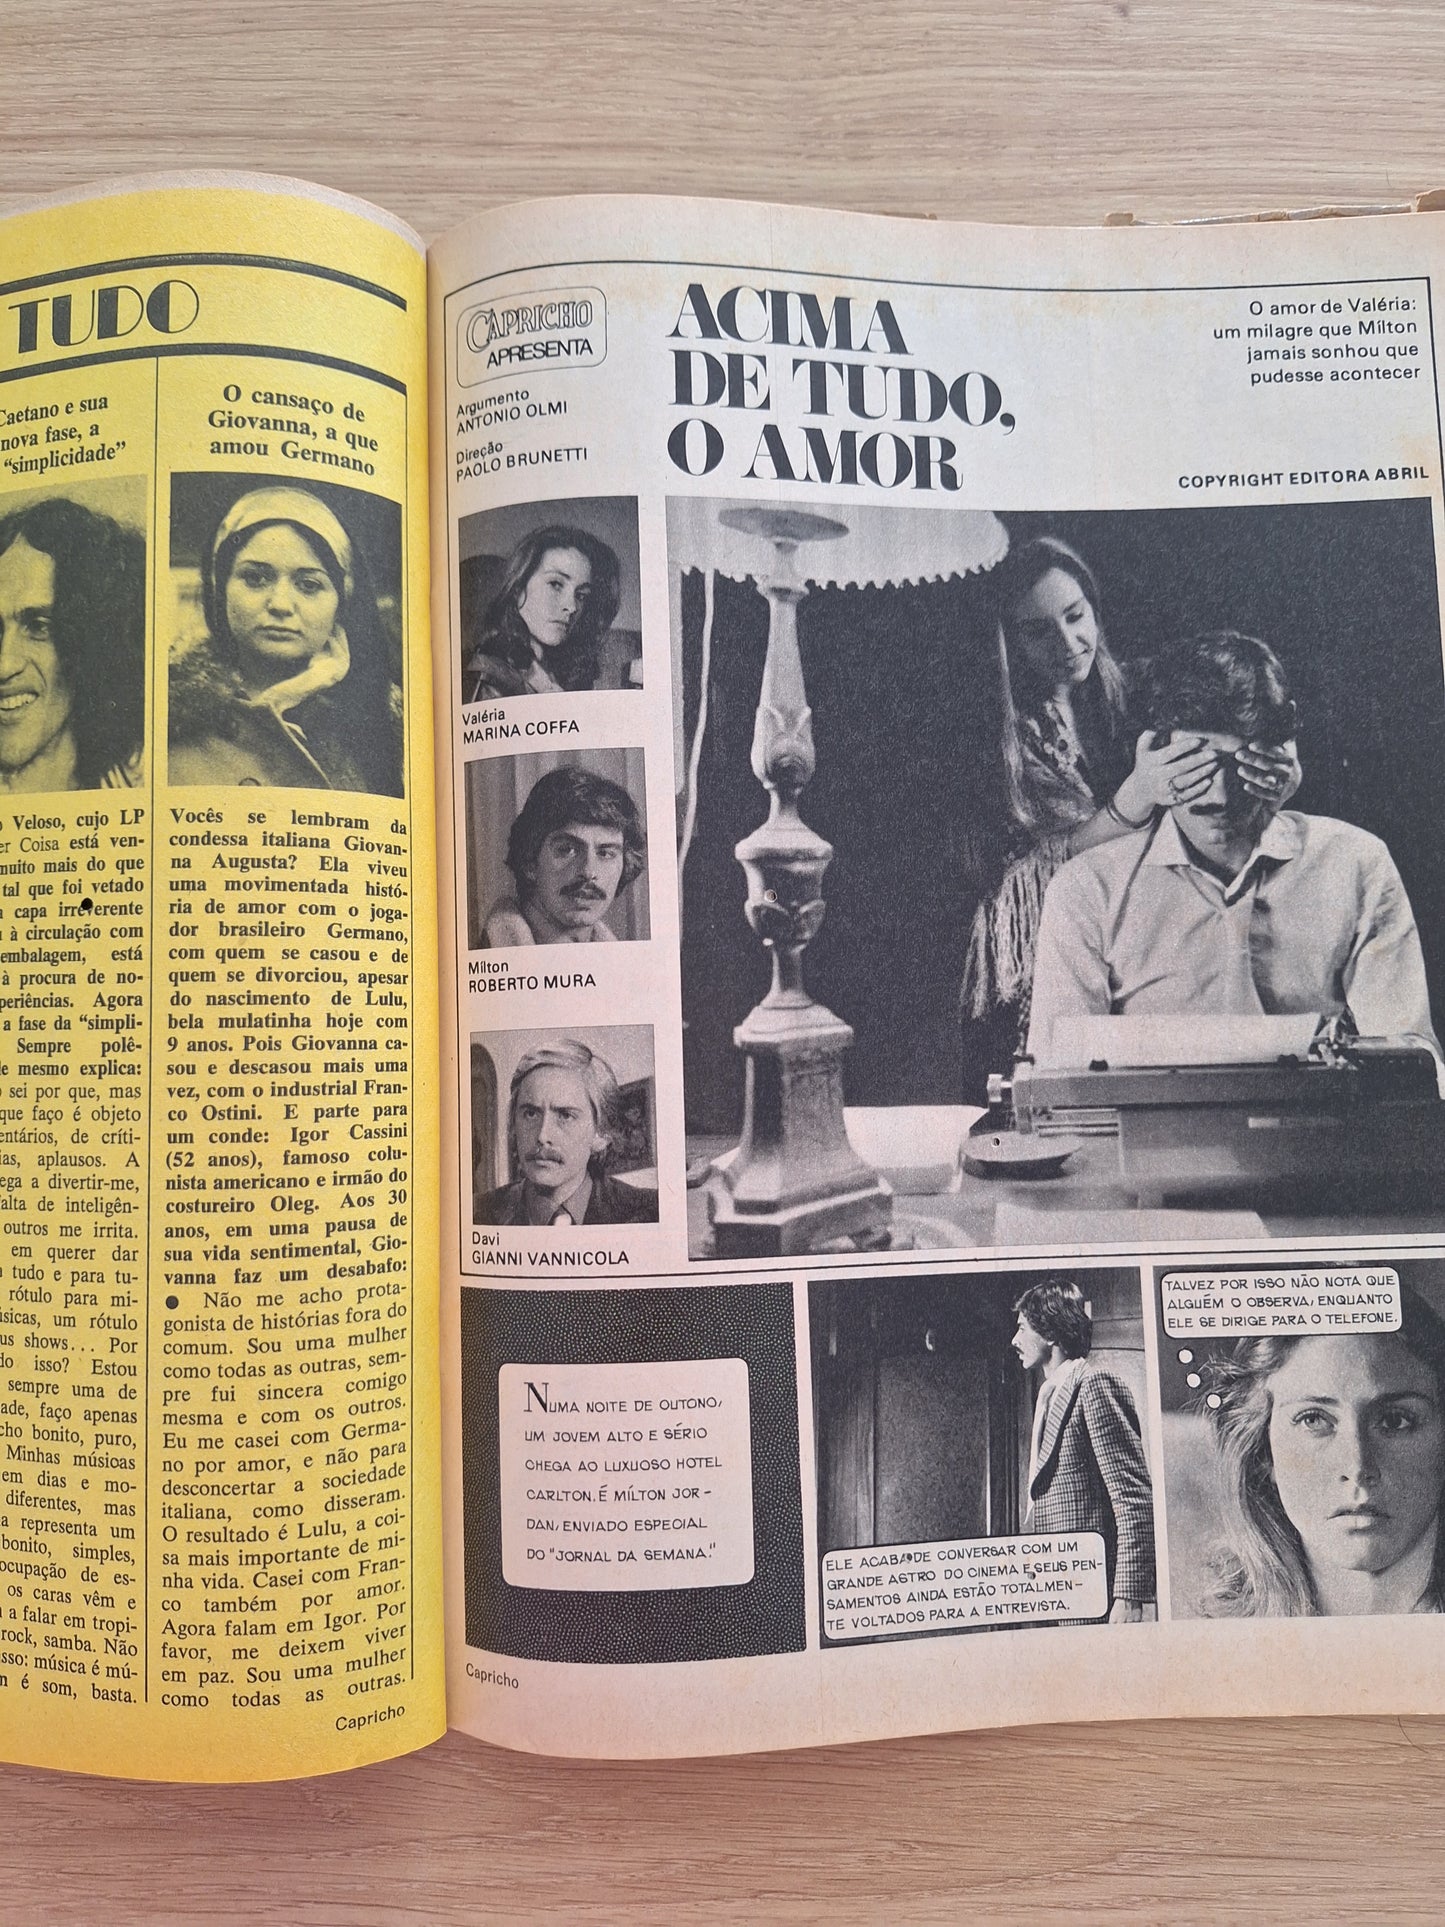 TUDO
Caetano e sua
nova fase, a
“simplicidade”
Veloso, cujo LP
Coisa está ven-
muito mais do que
tal que foi vetado
capa irreverente
à circulação com
embalagem, está
à procura de no-
Agora
a fase da “simpli-
Sempre polê-
mesmo explica:
sei por que, mas
que faço é objeto
de críti-
aplausos. A
a divertir-me,
falta de inteligên-
outros me irrita.
em querer dar
tudo e para tu-
rótulo para mi-
um rótulo
shows... Por
isso? Estou
sempre uma de
faço apenas
bonito, puro,
Minhas músicas
em dias e mo-
diferentes, mas
representa um
bonito, simples,
de es-
os caras vêm e
a falar em tropi-
rock, samba. Não
música é mú-
é som, basta.
O cansaço de
Giovanna, a que
amou Germano
Vocês se lembram da
condessa italiana Giovan-
na Augusta? Ela viveu
uma movimentada histó-
ria de amor com o joga-
dor brasileiro Germano,
com quem se casou e de
quem se divorciou, apesar
do nascimento de Lulu,
bela mulatinha hoje com
9 anos. Pois Giovanna ca-
sou e descasou mais uma
vez, com o industrial Fran-
co Ostini. E parte para
um conde: Igor Cassini
(52 anos), famoso colu-
nista americano e irmão do
costureiro Oleg. Aos 30
anos, em uma pausa de
sua vida sentimental, Gio-
vanna faz um desabafo:
● Não me acho prota-
gonista de histórias fora do
comum. Sou uma mulher
como todas as outras, sem-
pre fui sincera comigo
mesma e com os outros.
Eu me casei com Germa-
no por amor, e não para
desconcertar a sociedade
italiana, como disseram.
O resultado é Lulu, a coi-
sa mais importante de mi-
nha vida. Casei com Fran-
co também por amor.
Agora falam em Igor. Por
favor, me deixem viver
em paz. Sou uma mulher
como todas as outras.
Capricho
CAPRICHO
APRESENTA
Argumento
ANTONIO OLMI
Direção
PAOLO BRUNETTI
ACIMA
DE TUDO,
O AMOR
O amor de Valéria:
um milagre que Mílton
jamais sonhou que
pudesse acontecer
COPYRIGHT EDITORA ABRIL
Valéria
MARINA COFFA
Mílton
ROBERTO MURA
Davi
GIANNI VANNICOLA
NUMA NOITE DE OUTONO,
UM JOVEM ALTO E SÉRIO
CHEGA AO LUXUOSO HOTEL
CARLTON. É MÍLTON JOR-
DAN, ENVIADO ESPECIAL
DO "JORNAL DA SEMANA."
ELE ACABA DE CONVERSAR COM UM
GRANDE ASTRO DO CINEMA E SEUS PEN-
SAMENTOS AINDA ESTÃO TOTALMEN-
TE VOLTADOS PARA A ENTREVISTA.
TALVEZ POR ISSO NÃO NOTA QUE
ALGUÉM O OBSERVA, ENQUANTO
ELE SE DIRIGE PARA O TELEFONE.
Capricho